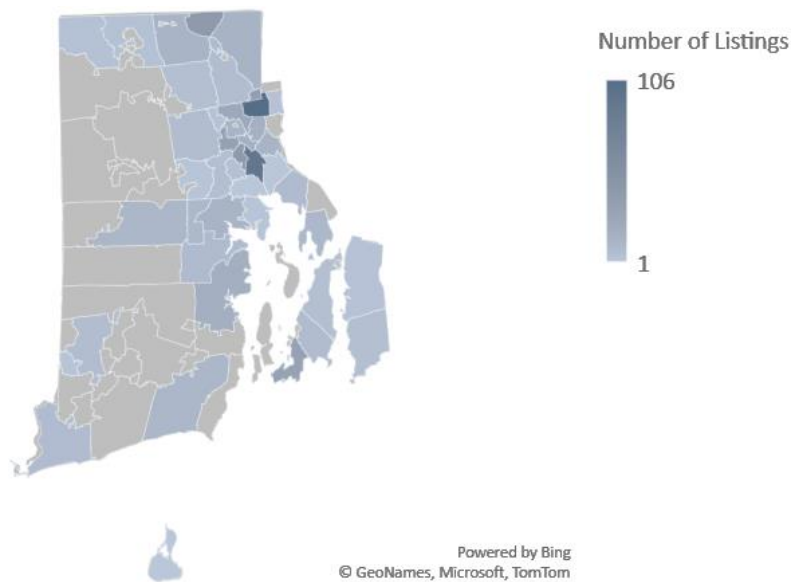 Number of Listings
106
1
Powered by Bing
© GeoNames, Microsoft, TomTom